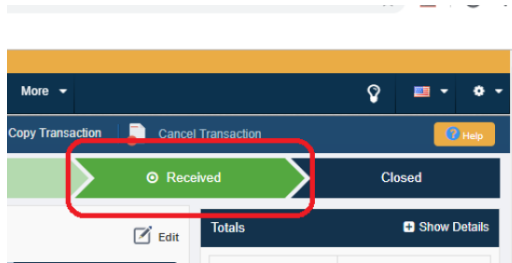 More
Copy Transaction Cancel Transaction Help
Received Closed
Edit Totals Show Details